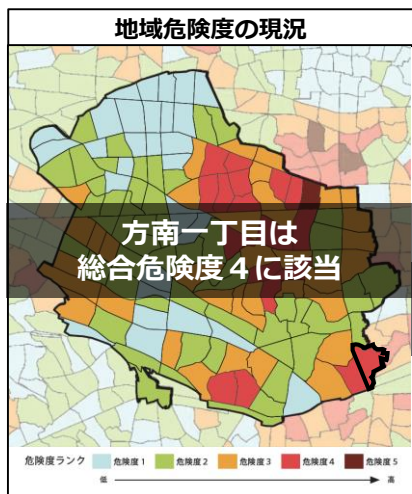 地域危険度の現況
方南一丁目は
総合危険度４に該当
危険度ランク 危険度1 危険度2 危険度3 危険度4 危険度5
低 高